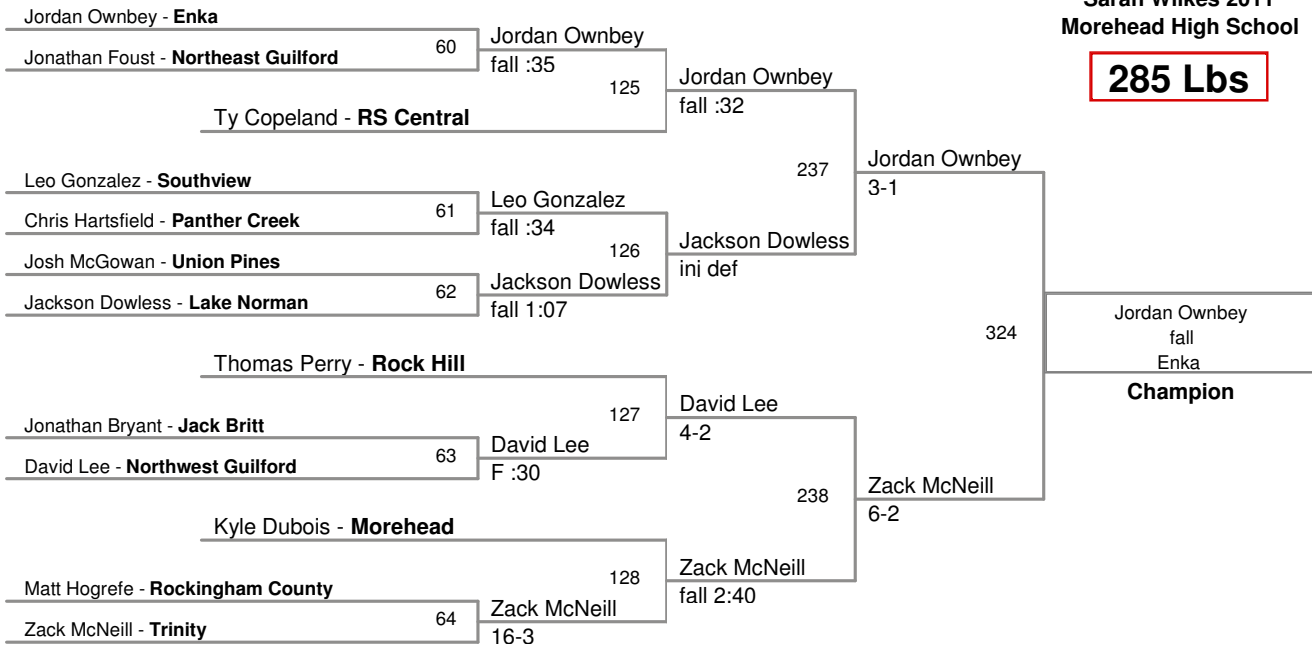 Sarah Wilkes 2011
Morehead High School
285 Lbs
Jordan Ownbey - Enka
60
Jonathan Foust - Northeast Guilford
Jordan Ownbey
fall :35
125
Ty Copeland - RS Central
Jordan Ownbey
fall :32
237
Leo Gonzalez - Southview
61
Chris Hartsfield - Panther Creek
Leo Gonzalez
fall :34
126
Josh McGowan - Union Pines
62
Jackson Dowless - Lake Norman
Jackson Dowless
fall 1:07
Jackson Dowless
ini def
Jordan Ownbey
3-1
324
Thomas Perry - Rock Hill
127
Jonathan Bryant - Jack Britt
63
David Lee - Northwest Guilford
David Lee
F :30
David Lee
4-2
238
Kyle Dubois - Morehead
128
Matt Hogrefe - Rockingham County
64
Zack McNeill - Trinity
Zack McNeill
16-3
Zack McNeill
fall 2:40
Zack McNeill
6-2
Jordan Ownbey
fall
Enka
Champion